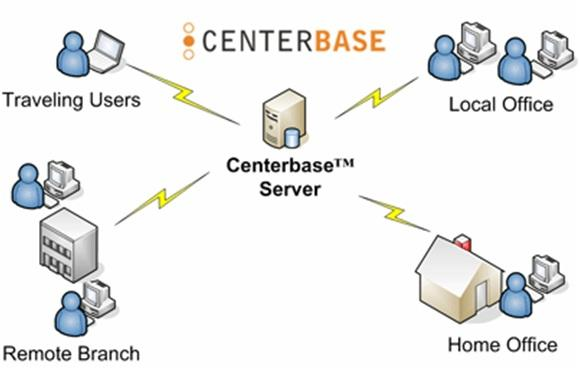 CENTERBASE
Traveling Users
Local Office
Centerbase™
Server
Remote Branch
Home Office